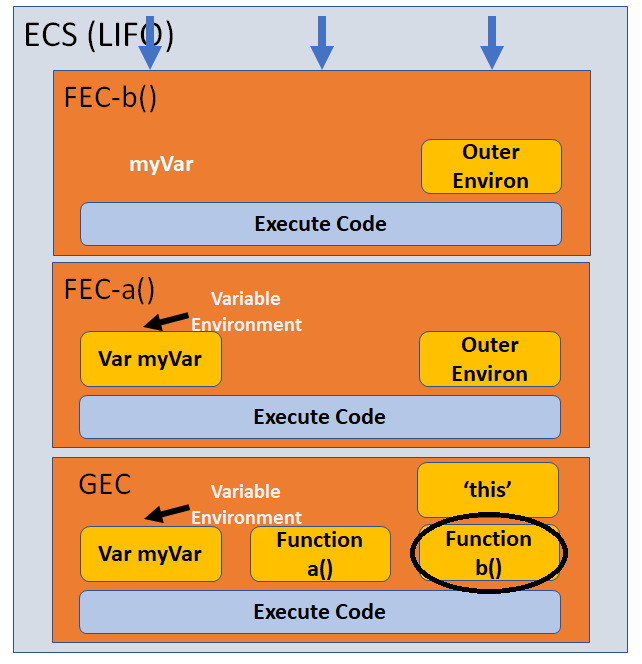 ECS (LIFO)
FEC-b()
myVar
Outer
Environ
Execute Code
FEC-a()
Variable
Environment
Var myVar
Outer
Environ
Execute Code
GEC
Variable
Environment
‘this’
Var myVar
Function
a()
Function
b()
Execute Code